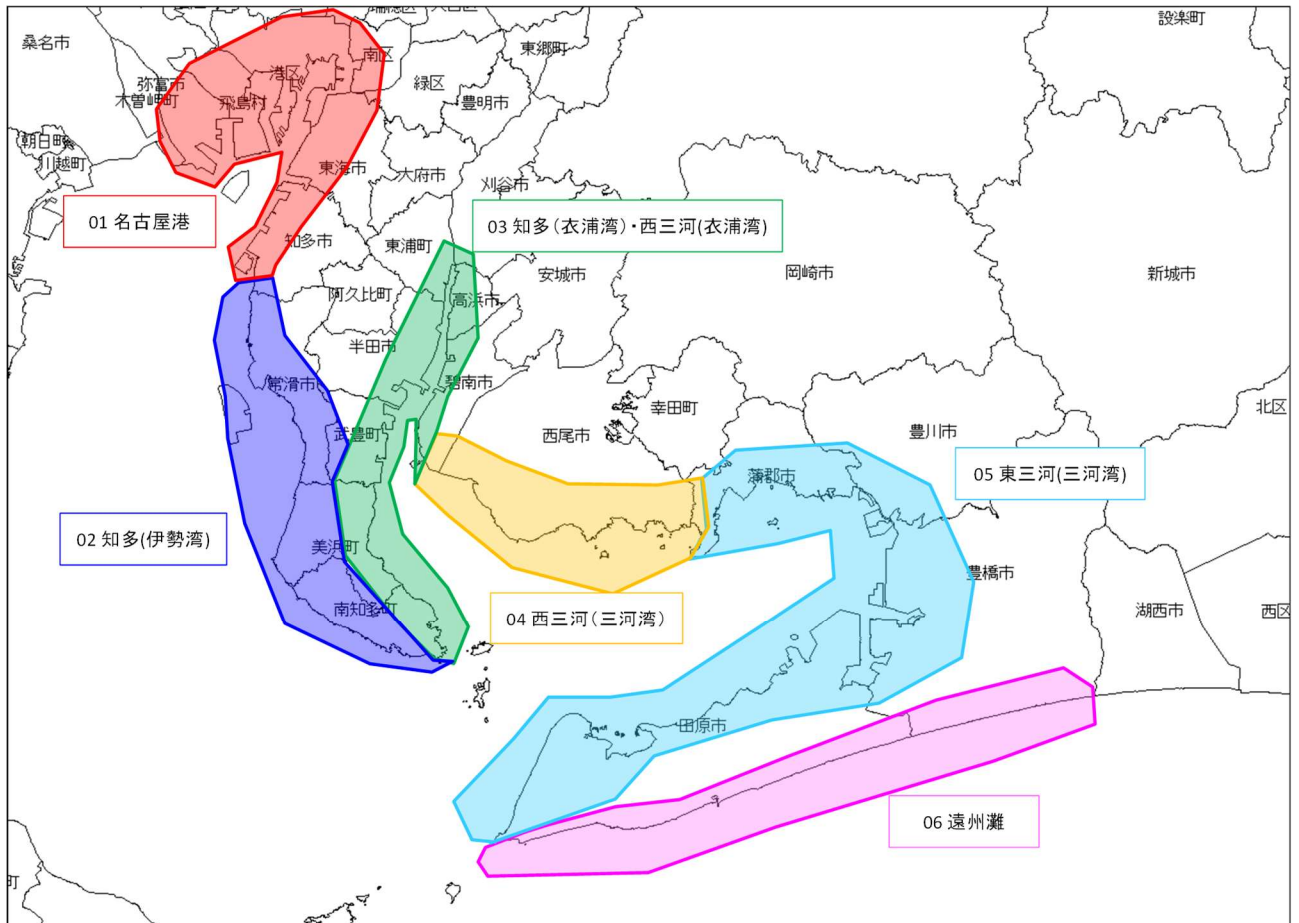 瑞穂区
天白区
設楽町
桑名市
南区
東郷町
港区
緑区
弥富市
木曽岬町
飛島村
豊明市
朝日町
川越町
東海市
大府市
刈谷市
01 名古屋港
03 知多(衣浦湾)・西三河(衣浦湾)
知多市
東浦町
安城市
岡崎市
新城市
阿久比町
高浜市
半田市
常滑市
碧南市
幸田町
北区
武豊町
西尾市
豊川市
蒲郡市
05 東三河(三河湾)
02 知多(伊勢湾)
美浜町
豊橋市
南知多町
04 西三河(三河湾)
湖西市
西区
田原市
06 遠州灘
町